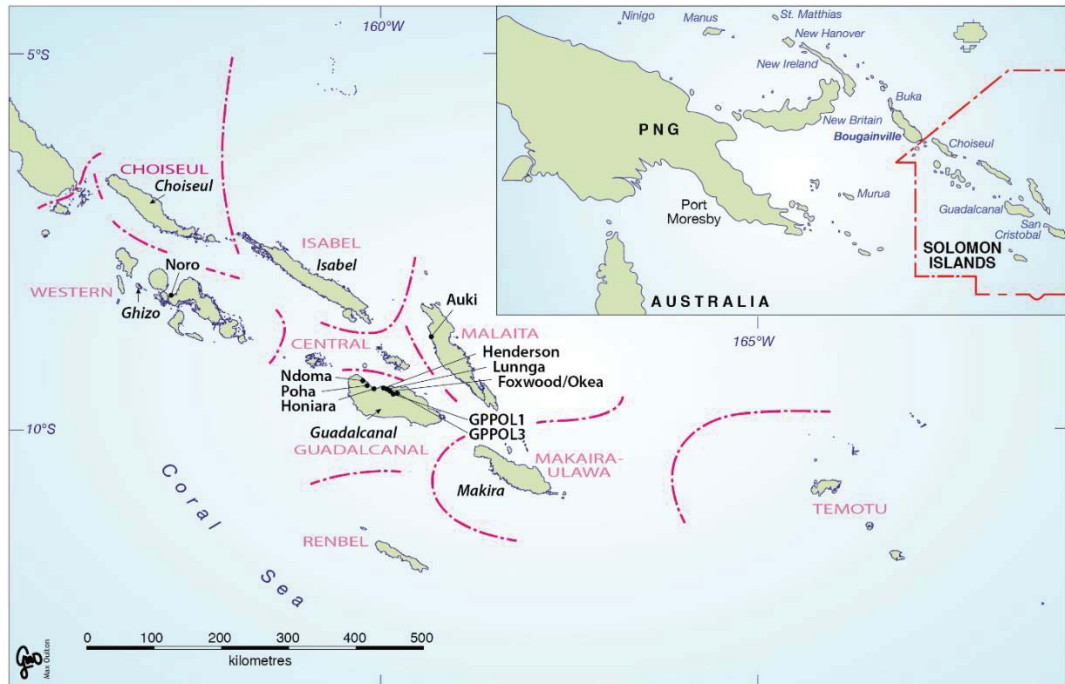 160°W
5°S
CHOISEUL
Choiseul
ISABEL
Isabel
WESTERN
Noro
Ghizo
Auki
MALAITA
CENTRAL
Henderson
Lunnga
Foxwood/Okea
Ndoma
Poha
Honiara
GPPOL1
GPPOL3
Guadalcanal
GUADALCANAL
10°S
MAKAIRA-
ULAWA
Makira
TEMOTU
RENBEL
Coral Sea
165°W
0 100 200 300 400 500
kilometres
Max Oulton
Ninigo
Manus
St. Matthias
New Hanover
New Ireland
Buka
New Britain
Bougainville
PNG
Choiseul
Port
Moresby
Murua
Guadalcanal
San
Cristobal
SOLOMON
ISLANDS
AUSTRALIA